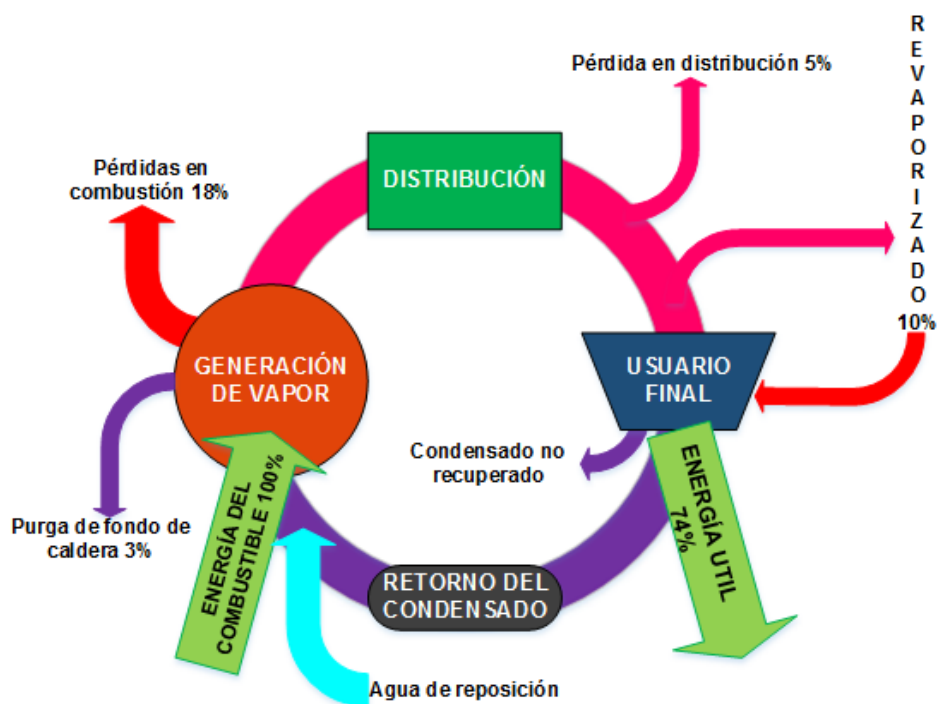 Pérdida en distribución 5%
REVAPORIZADO
10%
DISTRIBUCIÓN
Pérdidas en
combustión 18%
GENERACIÓN
DE VAPOR
USUARIO
FINAL
Condensado no
recuperado
ENERGÍA DEL
COMBUSTIBLE 100%
ENERGÍA UTIL
74%
Purga de fondo de
caldera 3%
RETORNO DEL
CONDENSADO
Agua de reposición